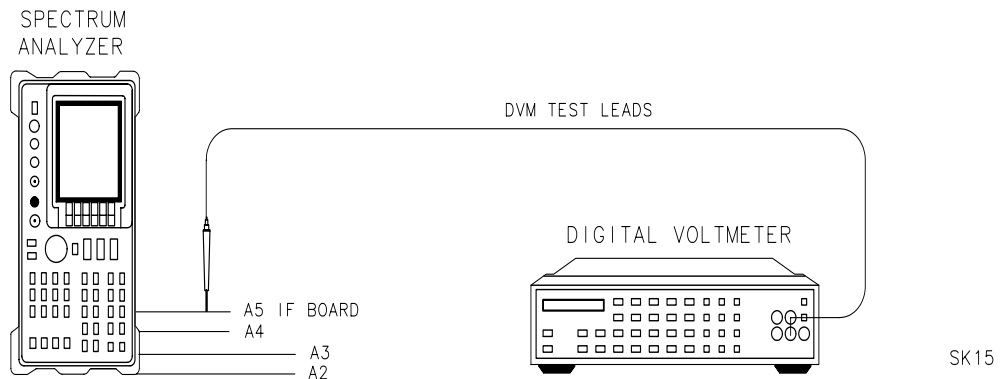 SPECTRUM
ANALYZER
DVM TEST LEADS
DIGITAL VOLTMETER
A5 IF BOARD
A4
A3
A2
SK15